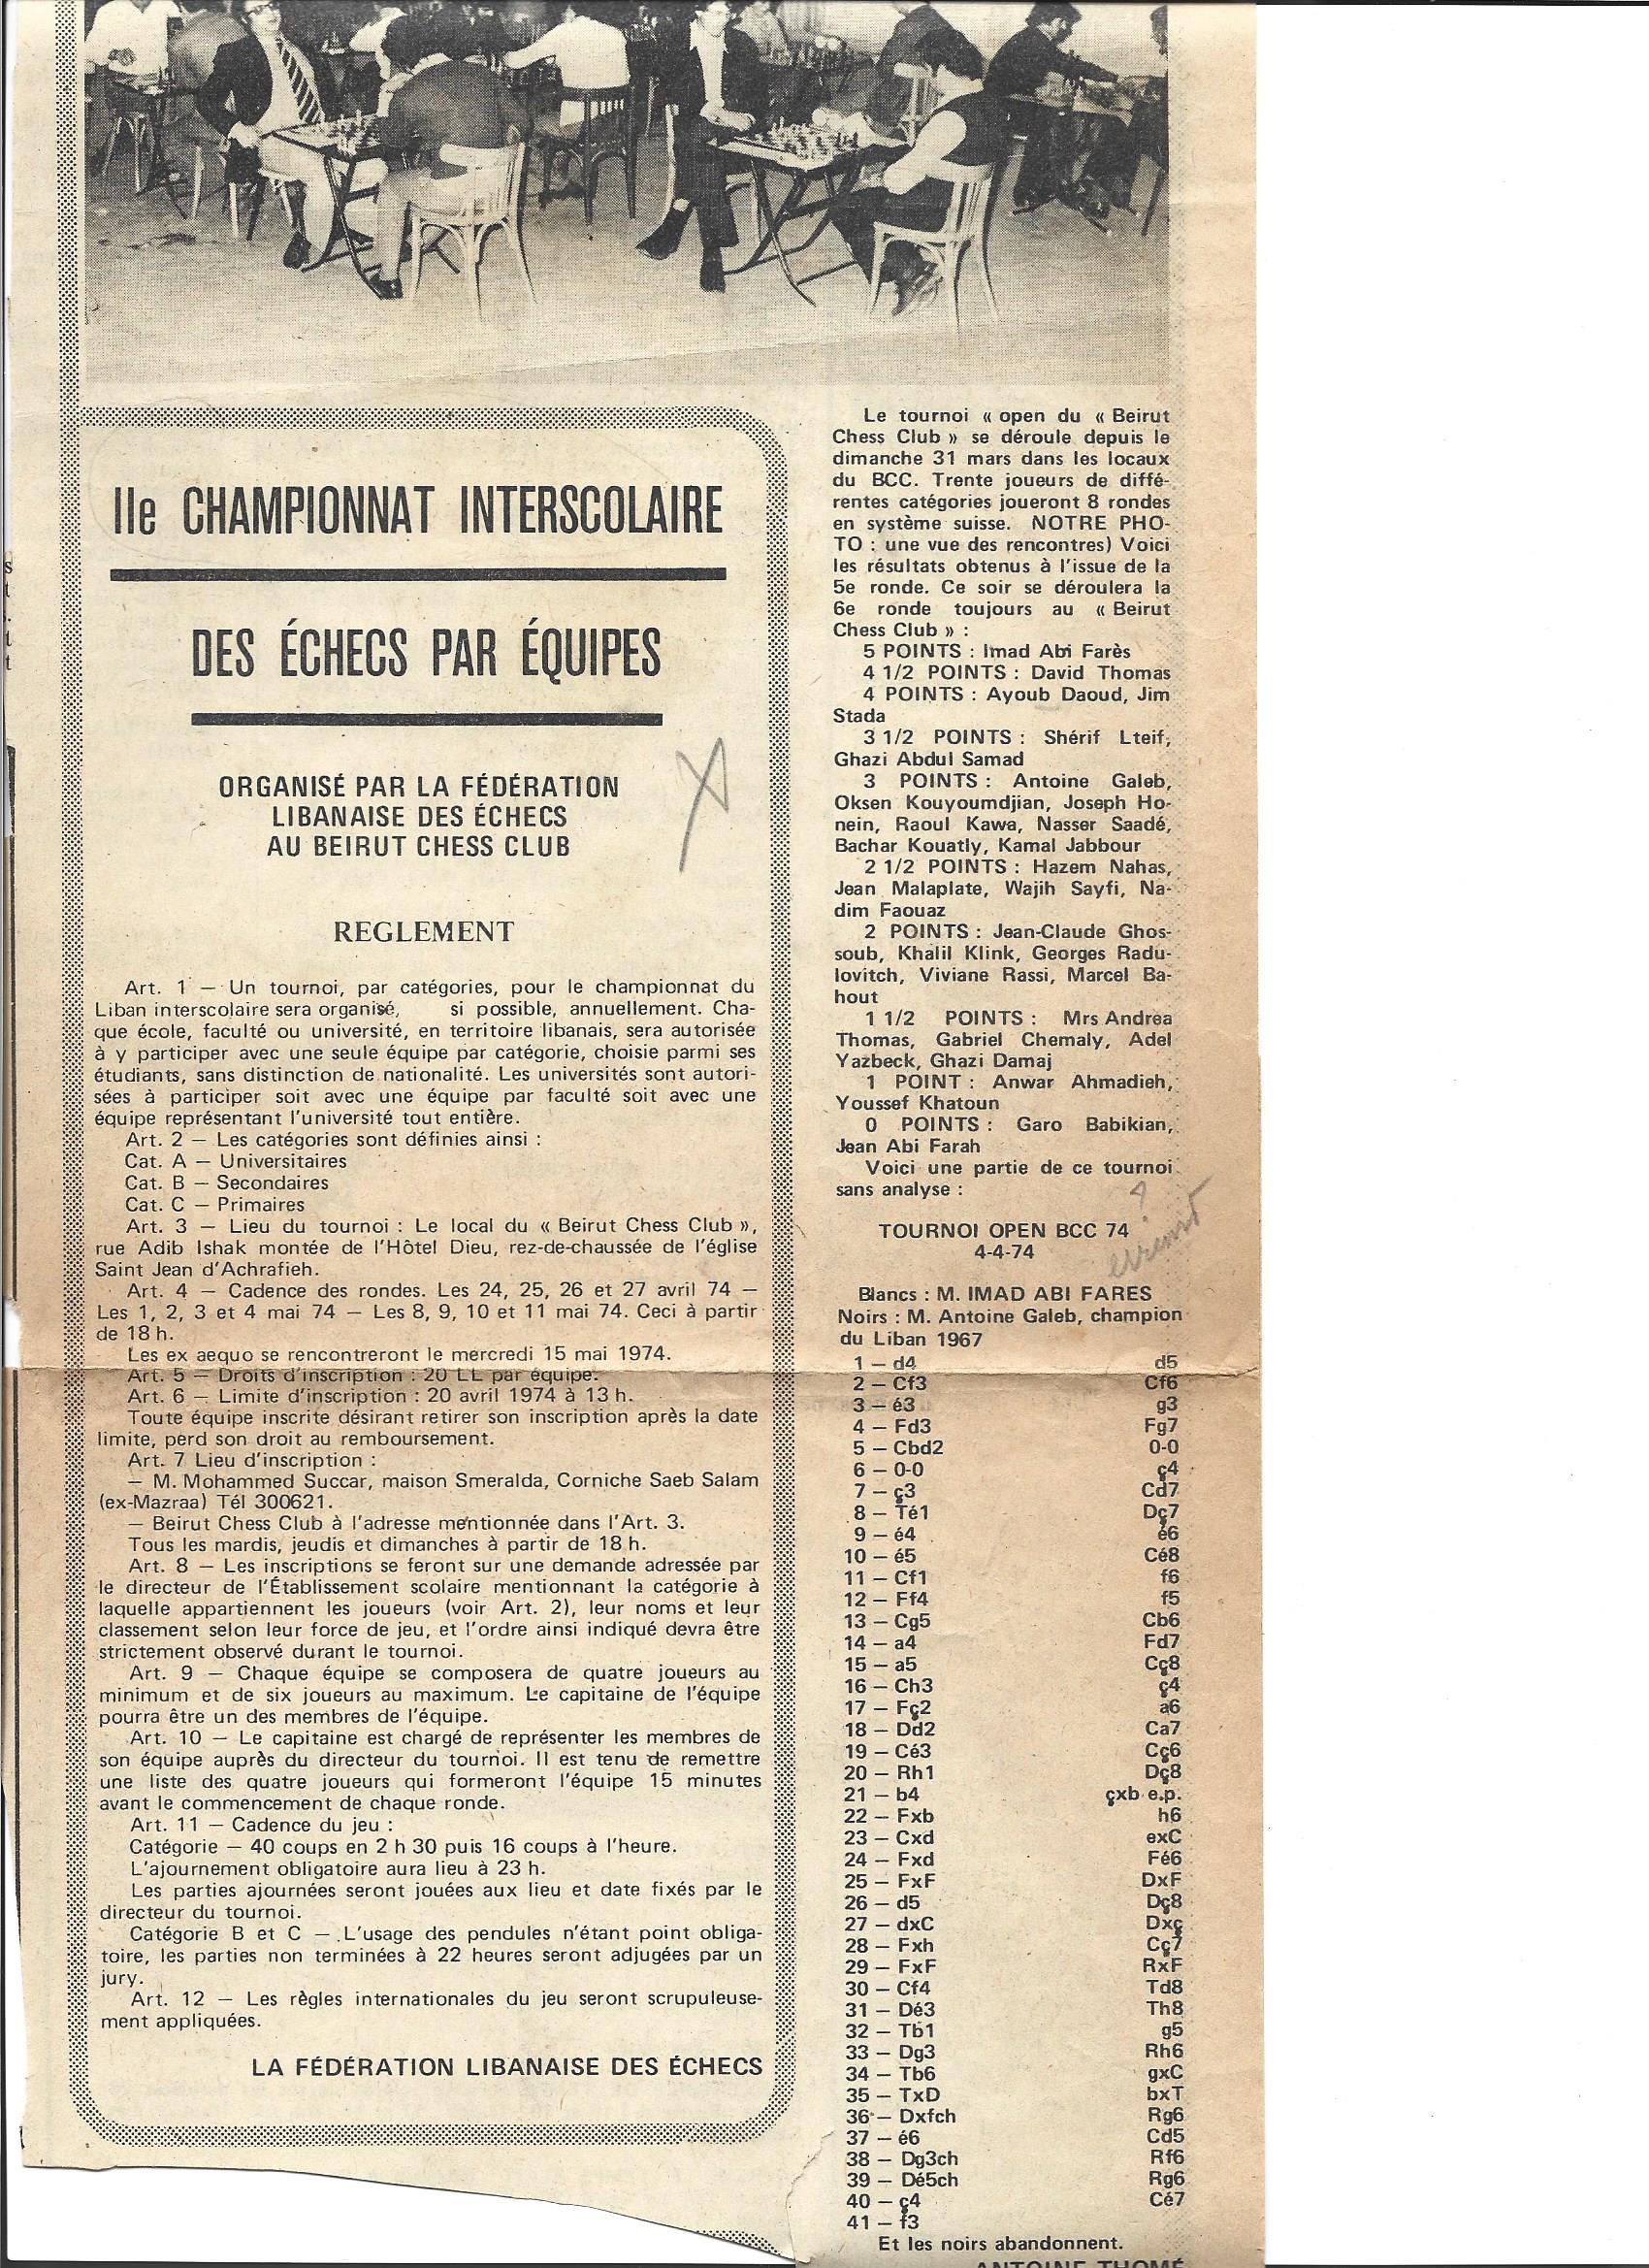 IIe CHAMPIONNAT INTERSCOLAIRE
DES ÉCHECS PAR ÉQUIPES
ORGANISÉ PAR LA FÉDÉRATION
LIBANAISE DES ÉCHECS
AU BEIRUT CHESS CLUB
REGLEMENT
Art. 1 — Un tournoi, par catégories, pour le championnat du
Liban interscolaire sera organisé, si possible, annuellement. Cha-
que école, faculté ou université, en territoire libanais, sera autorisée
à y participer avec une seule équipe par catégorie, choisie parmi ses
étudiants, sans distinction de nationalité. Les universités sont autori-
sées à participer soit avec une équipe par faculté soit avec une
équipe représentant l'université tout entière.
Art. 2 — Les catégories sont définies ainsi :
Cat. A — Universitaires
Cat. B — Secondaires
Cat. C — Primaires
Art. 3 — Lieu du tournoi : Le local du « Beirut Chess Club »,
rue Adib Ishak montée de l'Hôtel Dieu, rez-de-chaussée de l'église
Saint Jean d'Achrafieh.
Art. 4 — Cadence des rondes. Les 24, 25, 26 et 27 avril 74 —
Les 1, 2, 3 et 4 mai 74 — Les 8, 9, 10 et 11 mai 74. Ceci à partir
de 18 h.
Les ex aequo se rencontreront le mercredi 15 mai 1974.
Art. 5 — Droits d'inscription : 20 LL par équipe.
Art. 6 — Limite d'inscription : 20 avril 1974 à 13 h.
Toute équipe inscrite désirant retirer son inscription après la date
limite, perd son droit au remboursement.
Art. 7 Lieu d'inscription :
— M. Mohammed Succar, maison Smeralda, Corniche Saeb Salam
(ex-Mazraa) Tél 300621.
— Beirut Chess Club à l'adresse mentionnée dans l'Art. 3.
Tous les mardis, jeudis et dimanches à partir de 18 h.
Art. 8 — Les inscriptions se feront sur une demande adressée par
le directeur de l'Établissement scolaire mentionnant la catégorie à
laquelle appartiennent les joueurs (voir Art. 2), leur noms et leur
classement selon leur force de jeu, et l'ordre ainsi indiqué devra être
strictement observé durant le tournoi.
Art. 9 — Chaque équipe se composera de quatre joueurs au
minimum et de six joueurs au maximum. Le capitaine de l'équipe
pourra être un des membres de l'équipe.
Art. 10 — Le capitaine est chargé de représenter les membres de
son équipe auprès du directeur du tournoi. Il est tenu de remettre
une liste des quatre joueurs qui formeront l'équipe 15 minutes
avant le commencement de chaque ronde.
Art. 11 — Cadence du jeu :
Catégorie — 40 coups en 2 h 30 puis 16 coups à l'heure.
L'ajournement obligatoire aura lieu à 23 h.
Les parties ajournées seront jouées aux lieu et date fixés par le
directeur du tournoi.
Catégorie B et C — L'usage des pendules n'étant point obliga-
toire, les parties non terminées à 22 heures seront adjugées par un
jury.
Art. 12 — Les règles internationales du jeu seront scrupuleuse-
ment appliquées.
LA FÉDÉRATION LIBANAISE DES ÉCHECS
Le tournoi « open du « Beirut
Chess Club » se déroule depuis le
dimanche 31 mars dans les locaux
du BCC. Trente joueurs de diffé-
rentes catégories joueront 8 rondes
en système suisse. NOTRE PHO-
TO : une vue des rencontres) Voici
les résultats obtenus à l'issue de la
5e ronde. Ce soir se déroulera la
6e ronde toujours au « Beirut
Chess Club » :
5 POINTS : Imad Abi Farès
4 1/2 POINTS : David Thomas
4 POINTS : Ayoub Daoud, Jim
Stada
3 1/2 POINTS : Shérif Lteif,
Ghazi Abdul Samad
3 POINTS : Antoine Galeb,
Oksen Kouyoumdjian, Joseph Ho-
nein, Raoul Kawa, Nasser Saadé,
Bachar Kouatly, Kamal Jabbour
2 1/2 POINTS : Hazem Nahas,
Jean Malaplate, Wajih Sayfi, Na-
dim Faouaz
2 POINTS : Jean-Claude Ghos-
soub, Khalil Klink, Georges Radu-
lovitch, Viviane Rassi, Marcel Ba-
hout
1 1/2 POINTS : Mrs Andrea
Thomas, Gabriel Chemaly, Adel
Yazbeck, Ghazi Damaj
1 POINT : Anwar Ahmadieh,
Youssef Khatoun
0 POINTS : Garo Babikian,
Jean Abi Farah
Voici une partie de ce tournoi
sans analyse :
?
TOURNOI OPEN BCC 74
4-4-74
Blancs : M. IMAD ABI FARES
Noirs : M. Antoine Galeb, champion
du Liban 1967
1 — d4 d5
2 — Cf3 Cf6
3 — é3 g3
4 — Fd3 Fg7
5 — Cbd2 0-0
6 — 0-0 ç4
7 — ç3 Cd7
8 — Té1 Dç7
9 — é4 é6
10 — é5 Cé8
11 — Cf1 f6
12 — Ff4 f5
13 — Cg5 Cb6
14 — a4 Fd7
15 — a5 Cç8
16 — Ch3 ç4
17 — Fç2 a6
18 — Dd2 Ca7
19 — Cé3 Cç6
20 — Rh1 Dç8
21 — b4 çxb e.p.
22 — Fxb h6
23 — Cxd exC
24 — Fxd Fé6
25 — FxF DxF
26 — d5 Dç8
27 — dxC Dxç
28 — Fxh Cç7
29 — FxF RxF
30 — Cf4 Td8
31 — Dé3 Th8
32 — Tb1 g5
33 — Dg3 Rh6
34 — Tb6 gxC
35 — TxD bxT
36 — Dxfch Rg6
37 — é6 Cd5
38 — Dg3ch Rf6
39 — Dé5ch Rg6
40 — ç4 Cé7
41 — f3
Et les noirs abandonnent.
ANTOINE THOMÉ